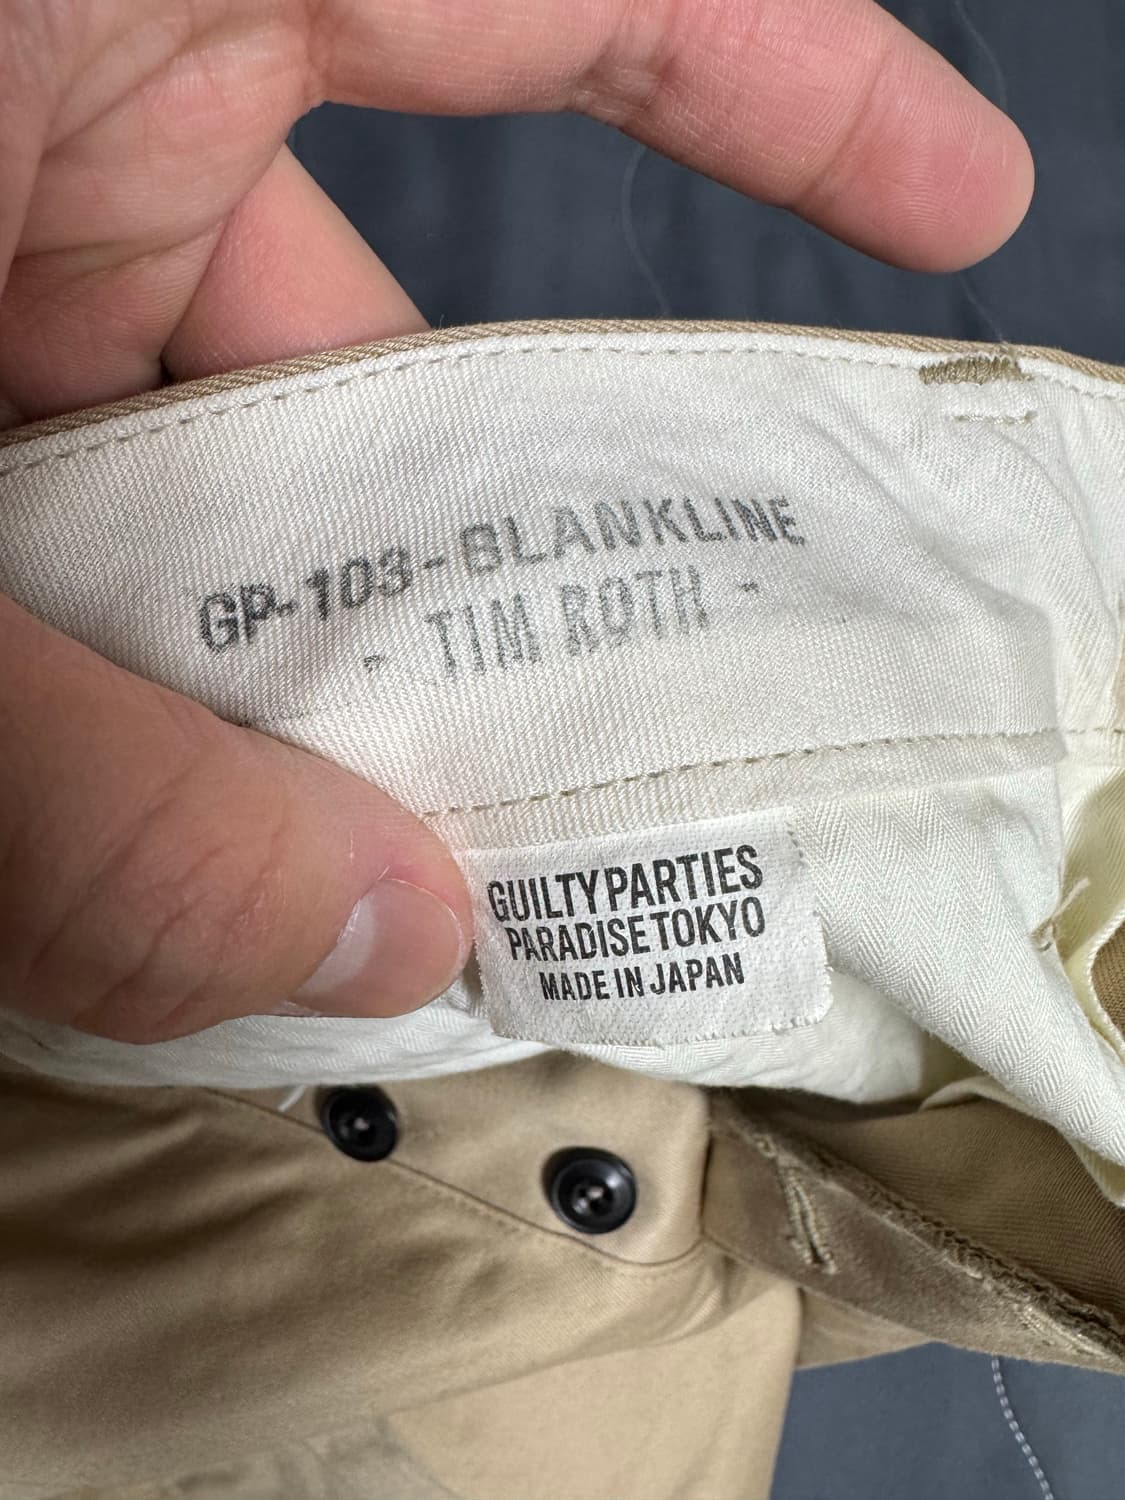 GP-103-BLANKLINE
- TIM ROTH -
GUILTY PARTIES
PARADISE TOKYO
MADE IN JAPAN